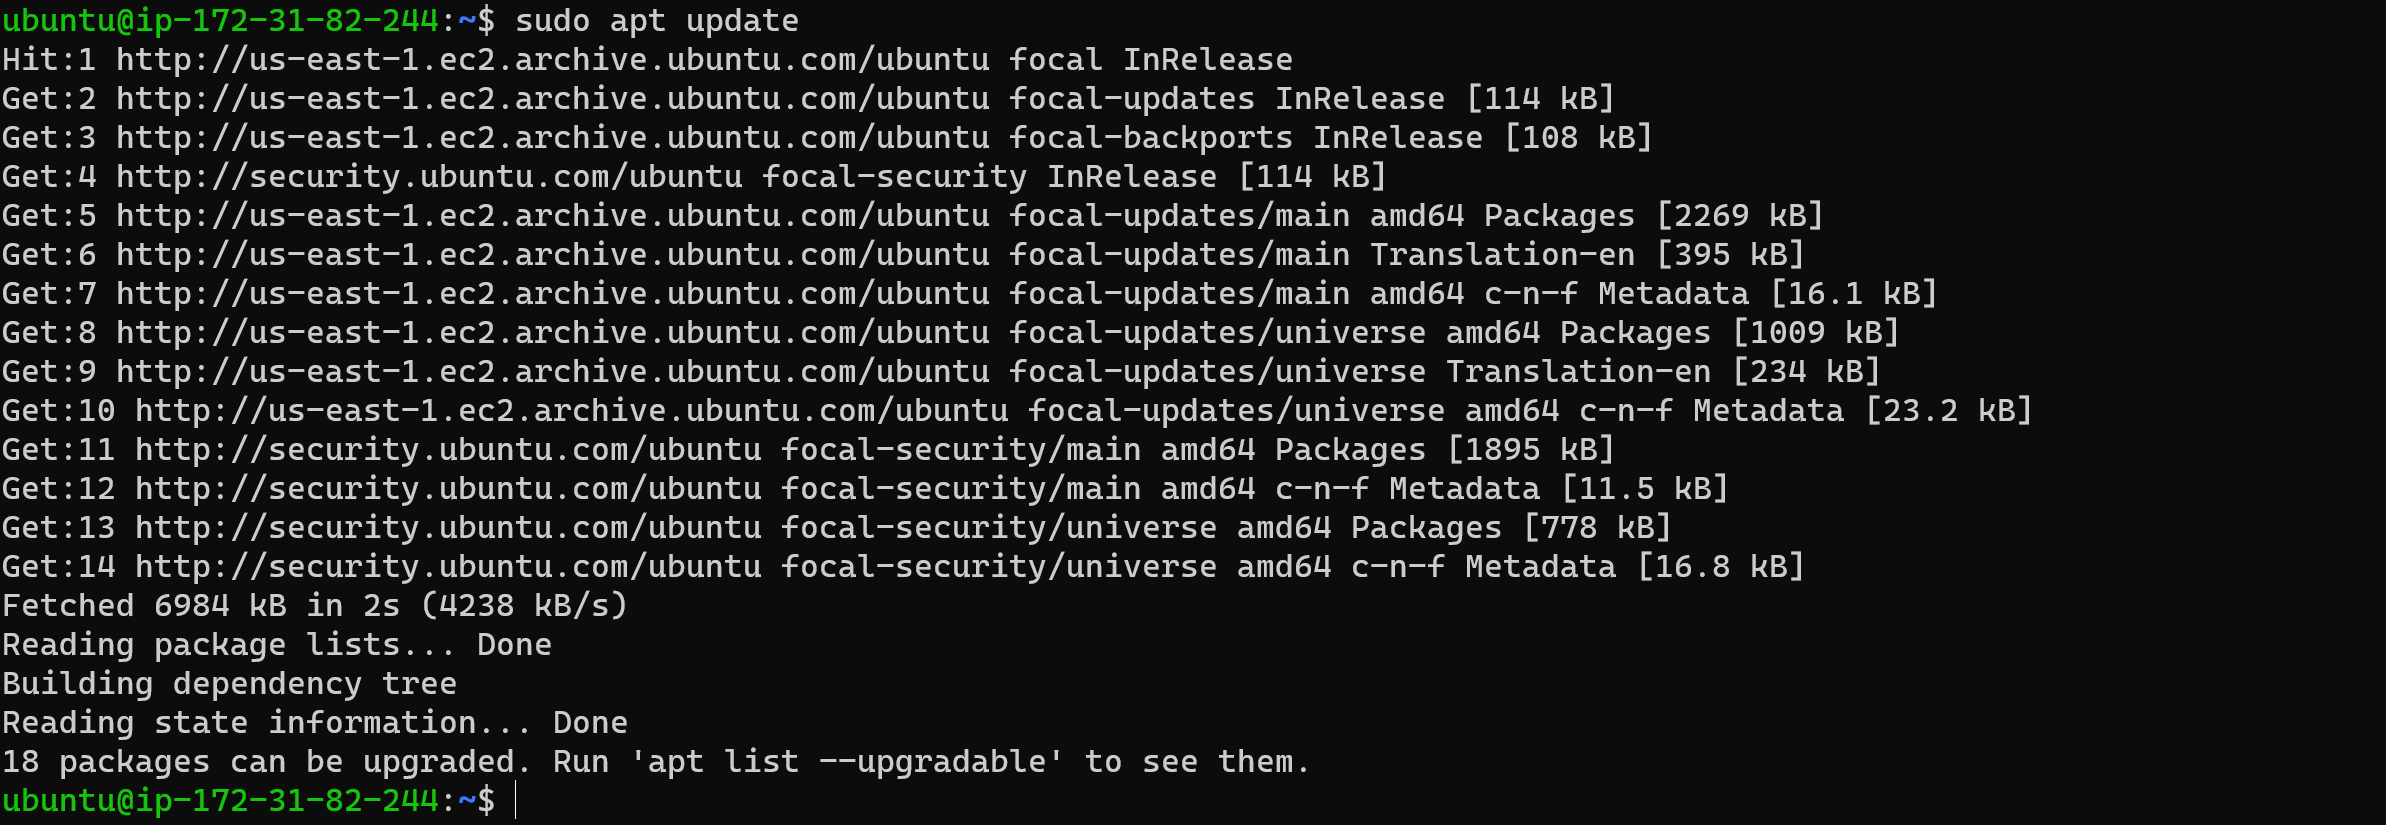 ubuntu@ip-172-31-82-244:~$ sudo apt update
Hit:1 http://us-east-1.ec2.archive.ubuntu.com/ubuntu focal InRelease
Get:2 http://us-east-1.ec2.archive.ubuntu.com/ubuntu focal-updates InRelease [114 kB]
Get:3 http://us-east-1.ec2.archive.ubuntu.com/ubuntu focal-backports InRelease [108 kB]
Get:4 http://security.ubuntu.com/ubuntu focal-security InRelease [114 kB]
Get:5 http://us-east-1.ec2.archive.ubuntu.com/ubuntu focal-updates/main amd64 Packages [2269 kB]
Get:6 http://us-east-1.ec2.archive.ubuntu.com/ubuntu focal-updates/main Translation-en [395 kB]
Get:7 http://us-east-1.ec2.archive.ubuntu.com/ubuntu focal-updates/main amd64 c-n-f Metadata [16.1 kB]
Get:8 http://us-east-1.ec2.archive.ubuntu.com/ubuntu focal-updates/universe amd64 Packages [1009 kB]
Get:9 http://us-east-1.ec2.archive.ubuntu.com/ubuntu focal-updates/universe Translation-en [234 kB]
Get:10 http://us-east-1.ec2.archive.ubuntu.com/ubuntu focal-updates/universe amd64 c-n-f Metadata [23.2 kB]
Get:11 http://security.ubuntu.com/ubuntu focal-security/main amd64 Packages [1895 kB]
Get:12 http://security.ubuntu.com/ubuntu focal-security/main amd64 c-n-f Metadata [11.5 kB]
Get:13 http://security.ubuntu.com/ubuntu focal-security/universe amd64 Packages [778 kB]
Get:14 http://security.ubuntu.com/ubuntu focal-security/universe amd64 c-n-f Metadata [16.8 kB]
Fetched 6984 kB in 2s (4238 kB/s)
Reading package lists... Done
Building dependency tree
Reading state information... Done
18 packages can be upgraded. Run 'apt list --upgradable' to see them.
ubuntu@ip-172-31-82-244:~$